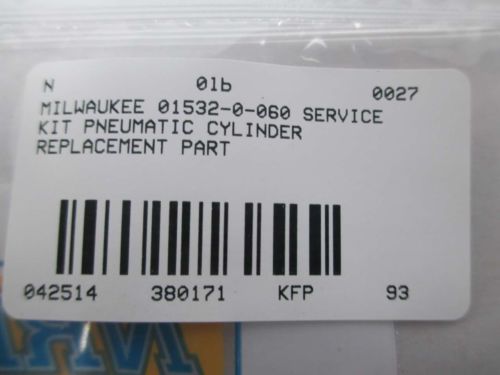 N 01b 0027
MILWAUKEE 01532-0-060 SERVICE
KIT PNEUMATIC CYLINDER
REPLACEMENT PART
042514 380171 KFP 93